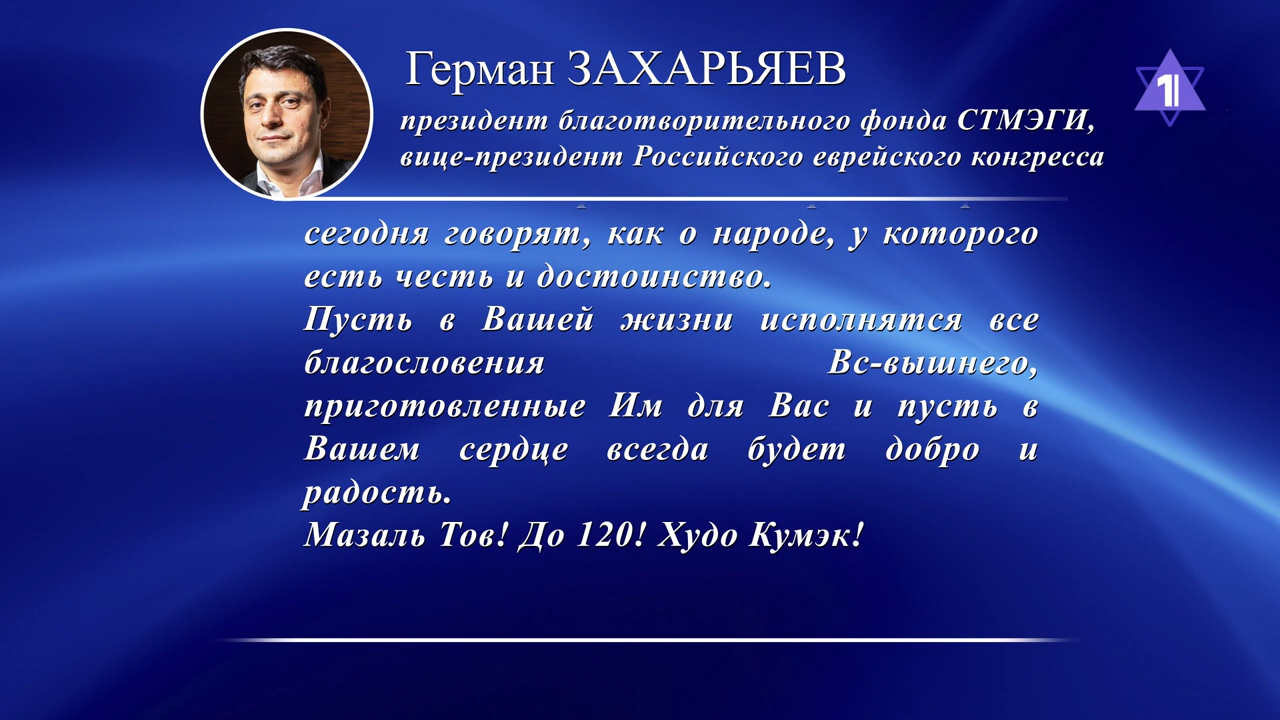 Герман ЗАХАРЬЯЕВ
президент благотворительного фонда СТМЭГИ,
вице-президент Российского еврейского конгресса
1
сегодня говорят, как о народе, у которого
есть честь и достоинство.
Пусть в Вашей жизни исполнятся все
благословения Вс-вышнего,
приготовленные Им для Вас и пусть в
Вашем сердце всегда будет добро и
радость.
Мазаль Тов! До 120! Худо Кумэк!